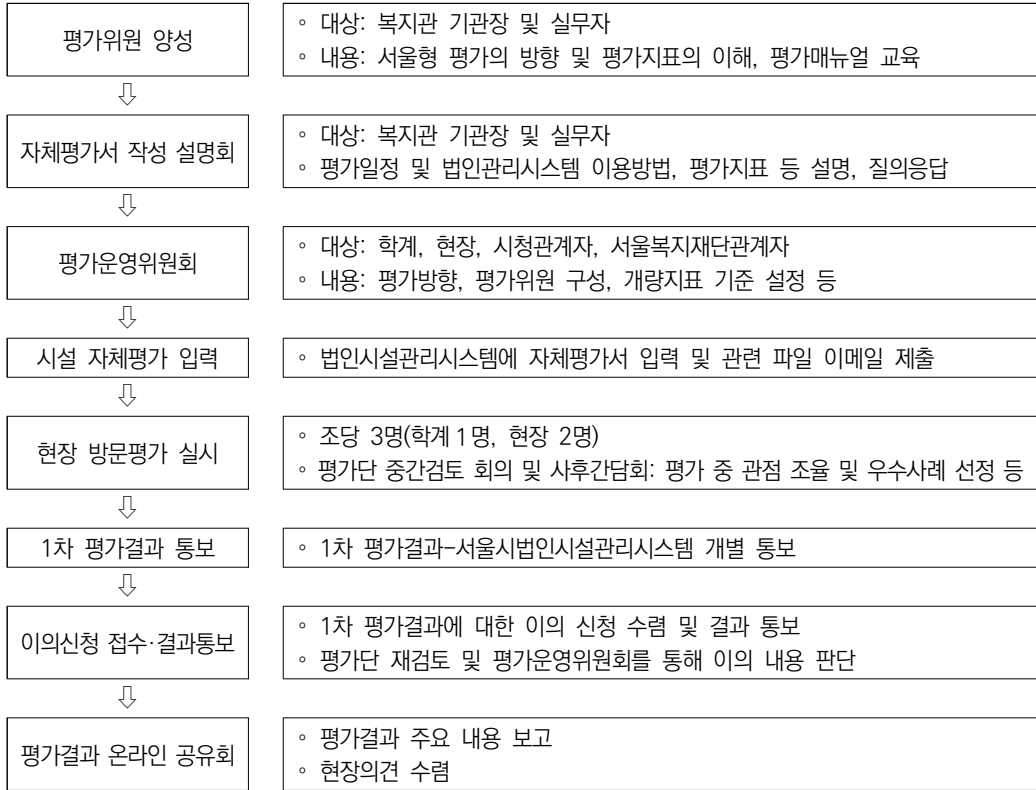 평가위원 양성
◦ 대상: 복지관 기관장 및 실무자
◦ 내용: 서울형 평가의 방향 및 평가지표의 이해, 평가매뉴얼 교육
⇩
자체평가서 작성 설명회
◦ 대상: 복지관 기관장 및 실무자
◦ 평가일정 및 법인관리시스템 이용방법, 평가지표 등 설명, 질의응답
⇩
평가운영위원회
◦ 대상: 학계, 현장, 시청관계자, 서울복지재단관계자
◦ 내용: 평가방향, 평가위원 구성, 개량지표 기준 설정 등
⇩
시설 자체평가 입력
◦ 법인시설관리시스템에 자체평가서 입력 및 관련 파일 이메일 제출
⇩
현장 방문평가 실시
◦ 조당 3명(학계 1명, 현장 2명)
◦ 평가단 중간검토 회의 및 사후간담회: 평가 중 관점 조율 및 우수사례 선정 등
⇩
1차 평가결과 통보
◦ 1차 평가결과-서울시법인시설관리시스템 개별 통보
⇩
이의신청 접수·결과통보
◦ 1차 평가결과에 대한 이의 신청 수렴 및 결과 통보
◦ 평가단 재검토 및 평가운영위원회를 통해 이의 내용 판단
⇩
평가결과 온라인 공유회
◦ 평가결과 주요 내용 보고
◦ 현장의견 수렴